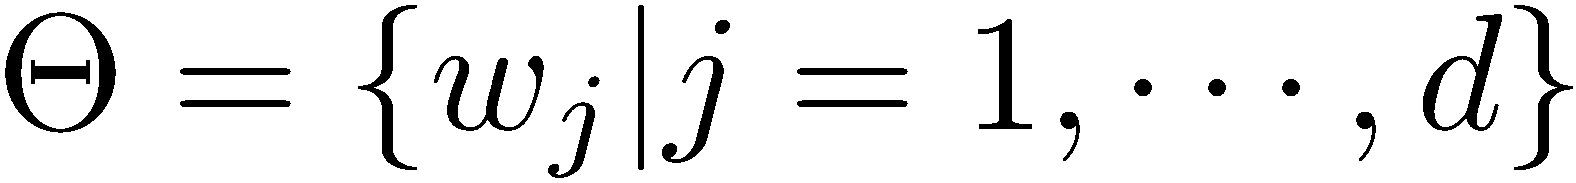 Θ = {w_j|j = 1, ⋯ , d}